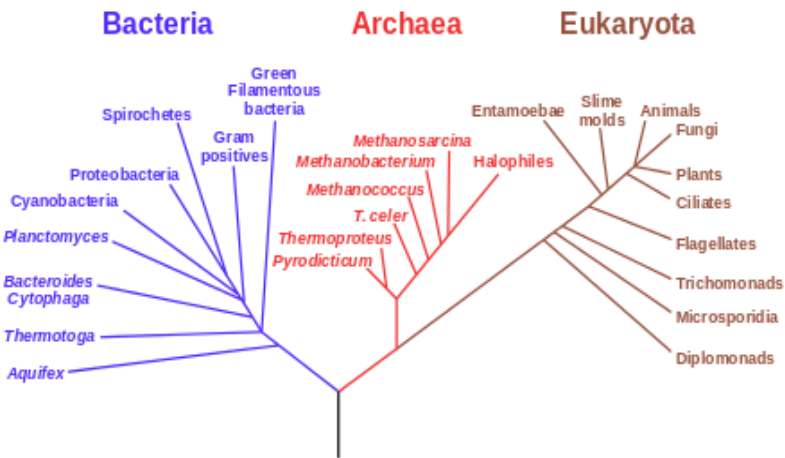 Bacteria
Archaea
Eukaryota
Green
Filamentous
bacteria
Spirochetes
Gram
positives
Proteobacteria
Cyanobacteria
Planctomyces
Bacteroides
Cytophaga
Thermotoga
Aquifex
Methanosarcina
Methanobacterium
Halophiles
Methanococcus
T. celer
Thermoproteus
Pyrodicticum
Entamoebae
Slime
molds
Animals
Fungi
Plants
Ciliates
Flagellates
Trichomonads
Microsporidia
Diplomonads